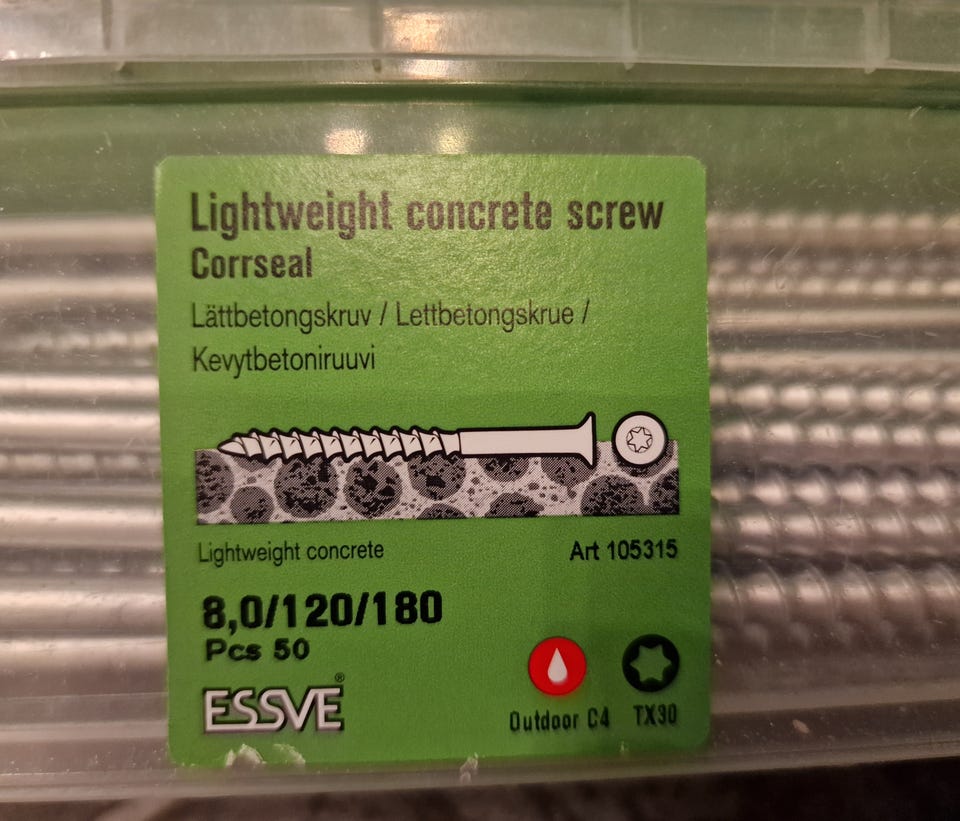 Lightweight concrete screw
Corrseal
Lättbetongskruv / Lettbetongskrue /
Kevytbetoniruuvi
Lightweight concrete
Art 105315
8,0/120/180
Pcs 50
ESSVE®
Outdoor C4
TX30